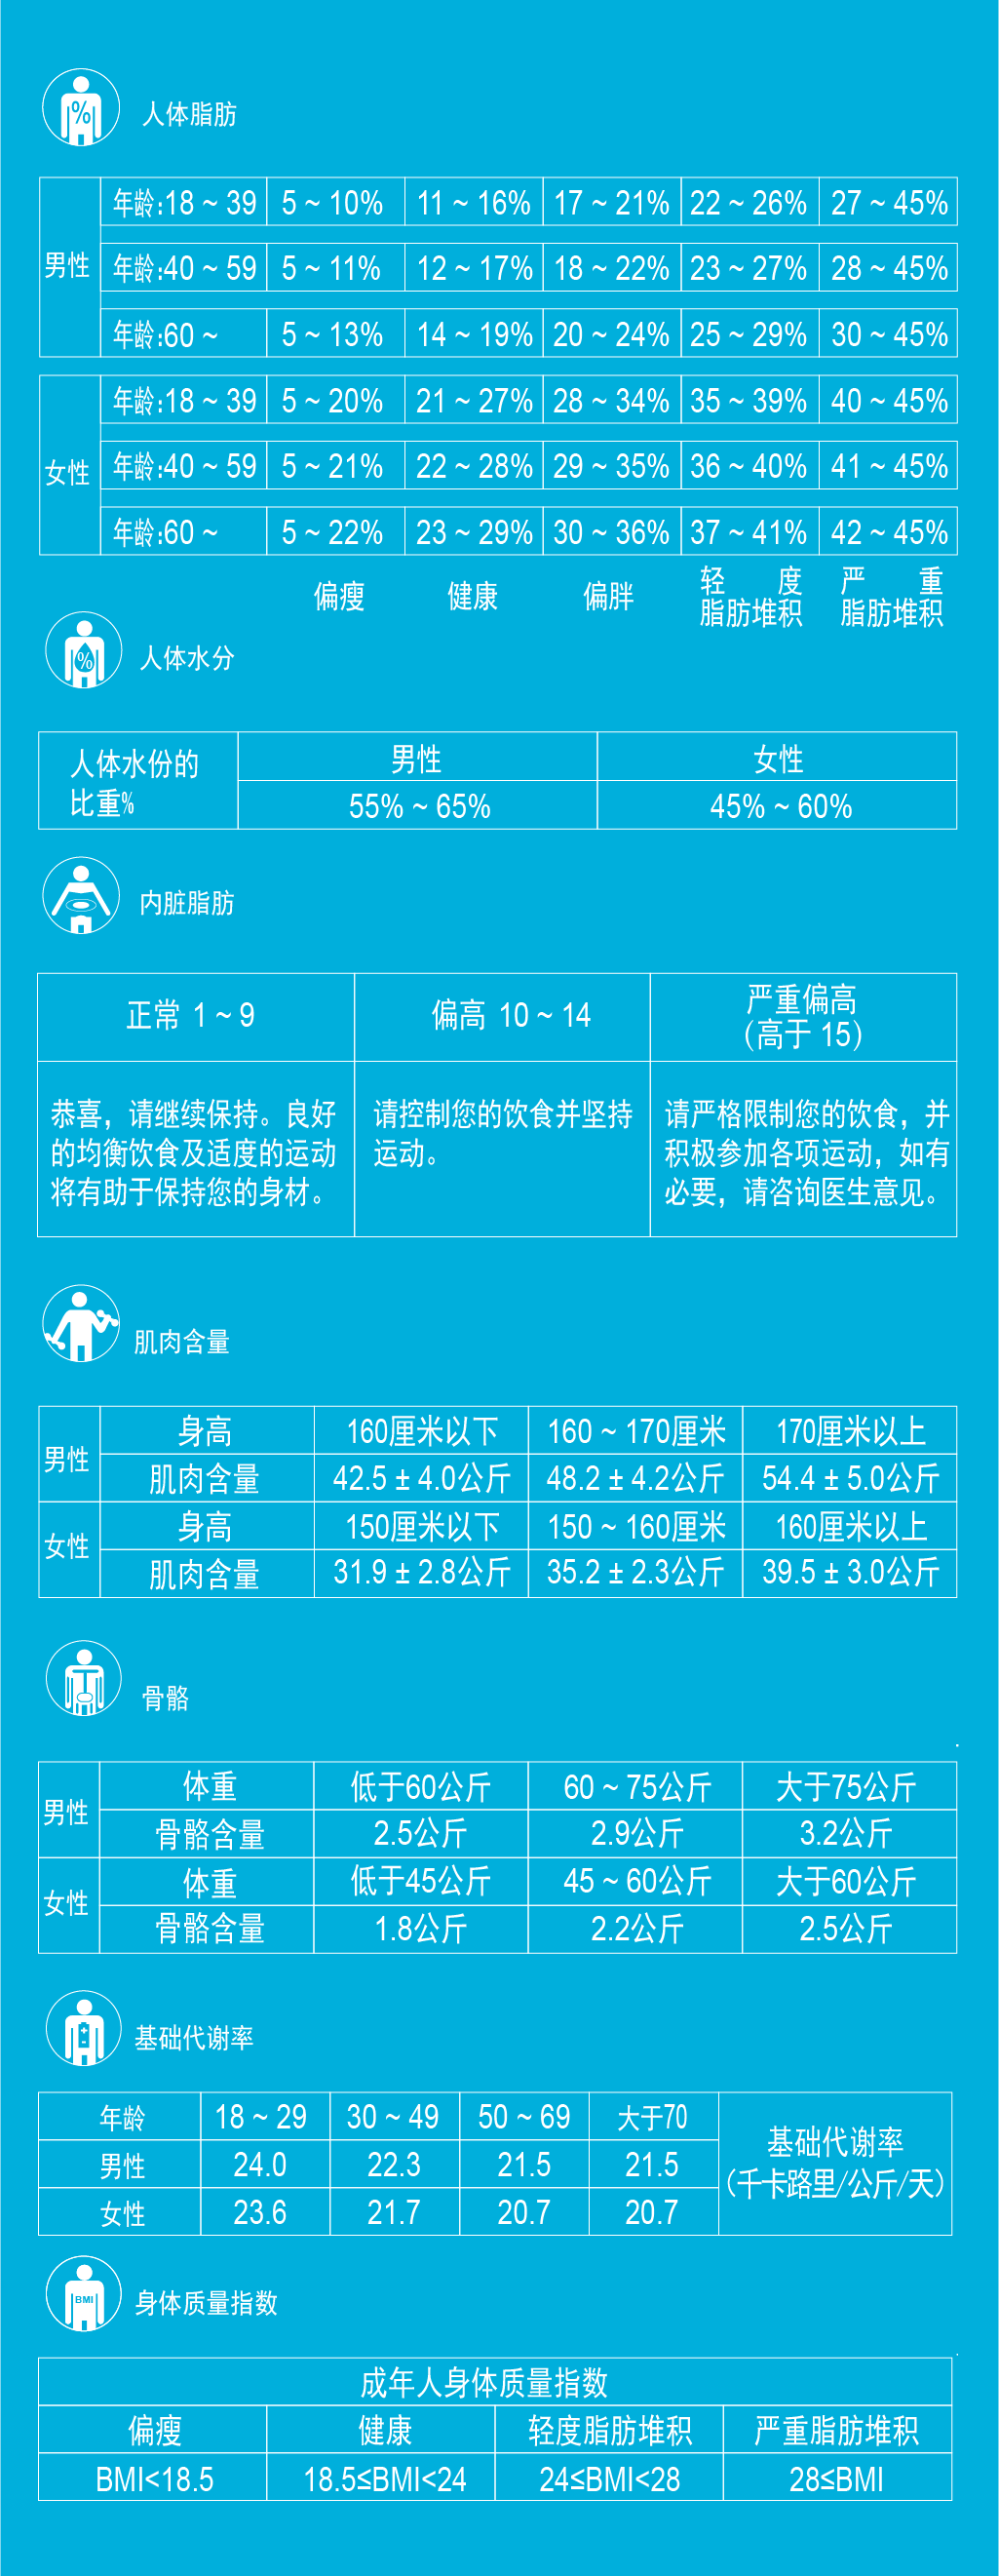 %
人体脂肪
男性
年龄:18 ~ 39 5 ~ 10% 11 ~ 16% 17 ~ 21% 22 ~ 26% 27 ~ 45%
年龄:40 ~ 59 5 ~ 11% 12 ~ 17% 18 ~ 22% 23 ~ 27% 28 ~ 45%
年龄:60 ~ 5 ~ 13% 14 ~ 19% 20 ~ 24% 25 ~ 29% 30 ~ 45%
女性
年龄:18 ~ 39 5 ~ 20% 21 ~ 27% 28 ~ 34% 35 ~ 39% 40 ~ 45%
年龄:40 ~ 59 5 ~ 21% 22 ~ 28% 29 ~ 35% 36 ~ 40% 41 ~ 45%
年龄:60 ~ 5 ~ 22% 23 ~ 29% 30 ~ 36% 37 ~ 41% 42 ~ 45%
偏瘦 健康 偏胖
轻 度
脂肪堆积
严 重
脂肪堆积
%
人体水分
人体水份的
比重%
男性 女性
55% ~ 65% 45% ~ 60%
内脏脂肪
正常 1 ~ 9
偏高 10 ~ 14
严重偏高
（高于 15）
恭喜，请继续保持。良好
的均衡饮食及适度的运动
将有助于保持您的身材。
请控制您的饮食并坚持
运动。
请严格限制您的饮食，并
积极参加各项运动，如有
必要，请咨询医生意见。
肌肉含量
男性
身高 160厘米以下 160 ~ 170厘米 170厘米以上
肌肉含量 42.5 ± 4.0公斤 48.2 ± 4.2公斤 54.4 ± 5.0公斤
女性
身高 150厘米以下 150 ~ 160厘米 160厘米以上
肌肉含量 31.9 ± 2.8公斤 35.2 ± 2.3公斤 39.5 ± 3.0公斤
骨骼
男性
体重 低于60公斤 60 ~ 75公斤 大于75公斤
骨骼含量 2.5公斤 2.9公斤 3.2公斤
女性
体重 低于45公斤 45 ~ 60公斤 大于60公斤
骨骼含量 1.8公斤 2.2公斤 2.5公斤
基础代谢率
年龄 18 ~ 29 30 ~ 49 50 ~ 69 大于70
男性 24.0 22.3 21.5 21.5
女性 23.6 21.7 20.7 20.7
基础代谢率
（千卡路里/公斤/天）
BMI
身体质量指数
成年人身体质量指数
偏瘦 健康 轻度脂肪堆积 严重脂肪堆积
BMI<18.5 18.5≤BMI<24 24≤BMI<28 28≤BMI